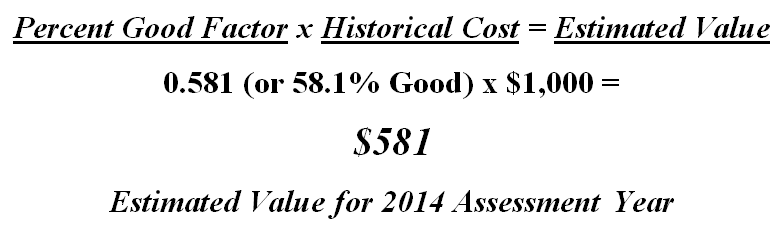 Percent Good Factor x Historical Cost = Estimated Value
0.581 (or 58.1% Good) x $1,000 =
$581
Estimated Value for 2014 Assessment Year